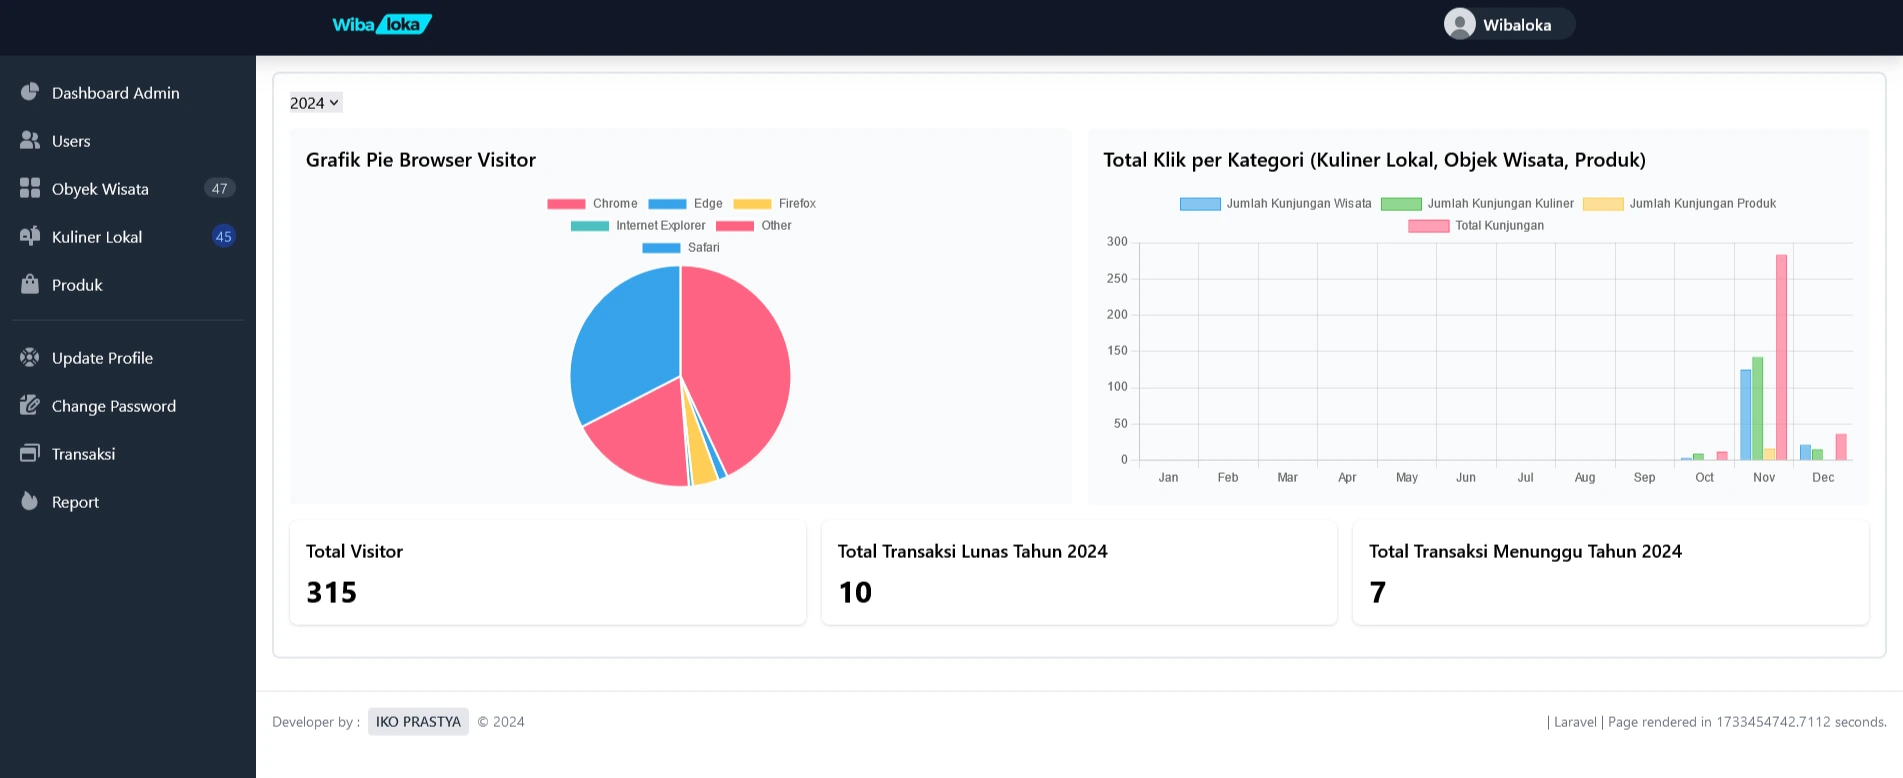 Wiba loka
Wibaloka
Dashboard Admin
Users
Obyek Wisata 47
Kuliner Lokal 45
Produk
Update Profile
Change Password
Transaksi
Report
2024
Grafik Pie Browser Visitor
Chrome Edge Firefox
Internet Explorer Other
Safari
Total Klik per Kategori (Kuliner Lokal, Objek Wisata, Produk)
Jumlah Kunjungan Wisata Jumlah Kunjungan Kuliner Jumlah Kunjungan Produk
Total Kunjungan
300
250
200
150
100
50
0
Jan Feb Mar Apr May Jun Jul Aug Sep Oct Nov Dec
Total Visitor
315
Total Transaksi Lunas Tahun 2024
10
Total Transaksi Menunggu Tahun 2024
7
Developer by : IKO PRASTYA © 2024
| Laravel | Page rendered in 1733454742.7112 seconds.